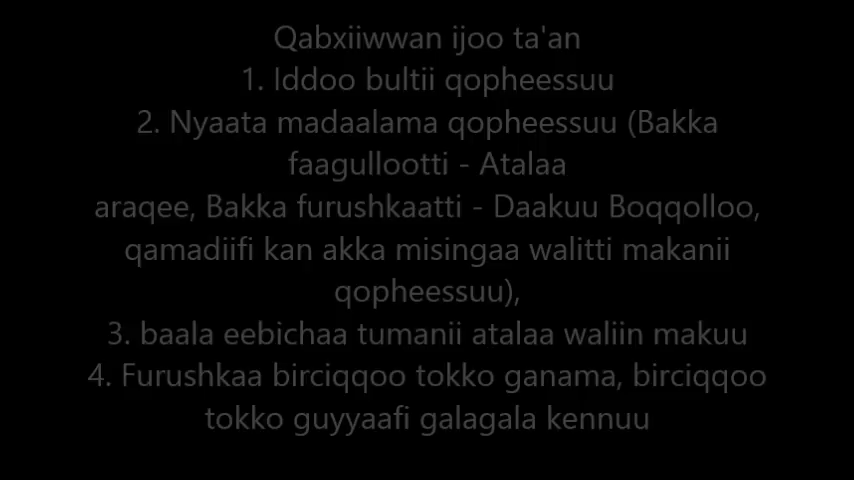 Qabxiiwwan ijoo ta'an
1. Iddoo bultii qopheessuu
2. Nyaata madaalama qopheessuu (Bakka
faagullootti - Atalaa
araqee, Bakka furushkaatti - Daakuu Boqqolloo,
qamadiifi kan akka misingaa walitti makanii
qopheessuu),
3. baala eebichaa tumanii atalaa waliin makuu
4. Furushkaa birciqqoo tokko ganama, birciqqoo
tokko guyyaafi galagala kennuu